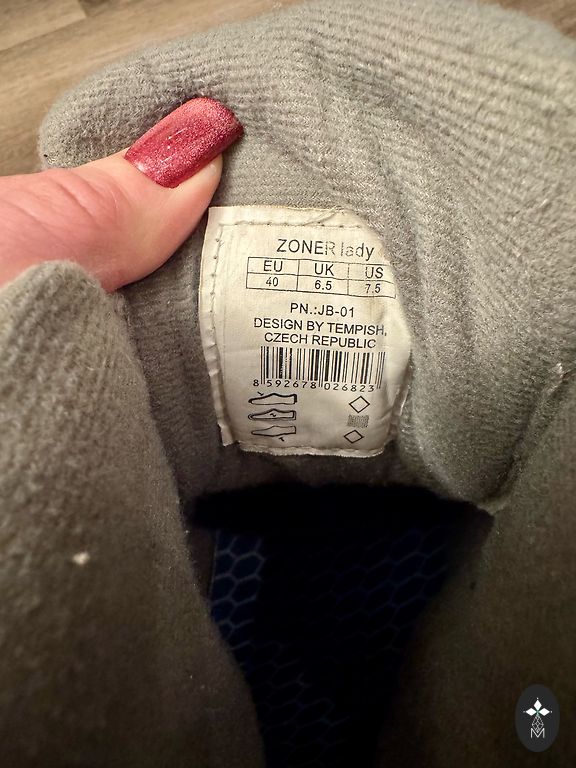 ZONER lady
EU UK US
40 6.5 7.5
PN.:JB-01
DESIGN BY TEMPISH,
CZECH REPUBLIC
8 592678 026823
M